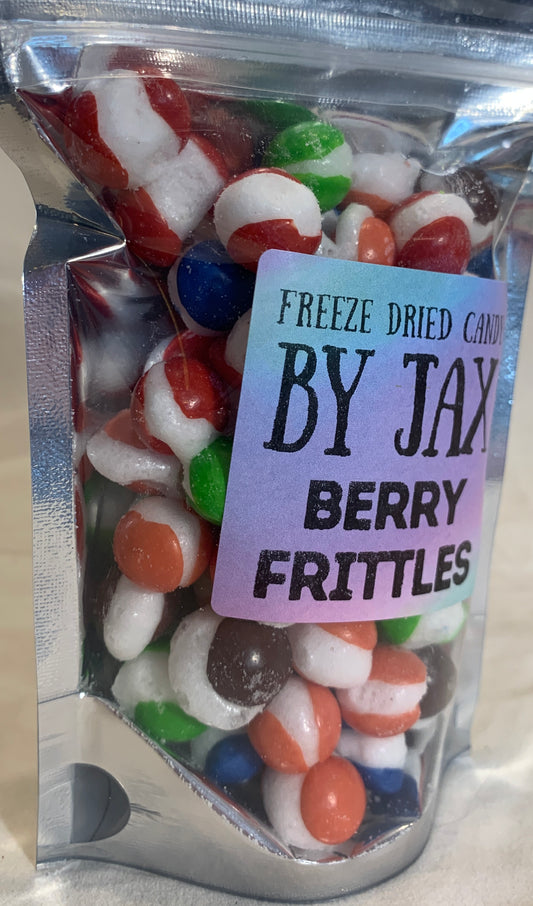 FREEZE DRIED CANDY
BY JAX
BERRY
FRITTLES